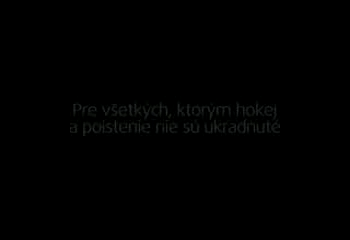 Pre všetkých, ktorým hokej
a poistenie nie sú ukradnuté